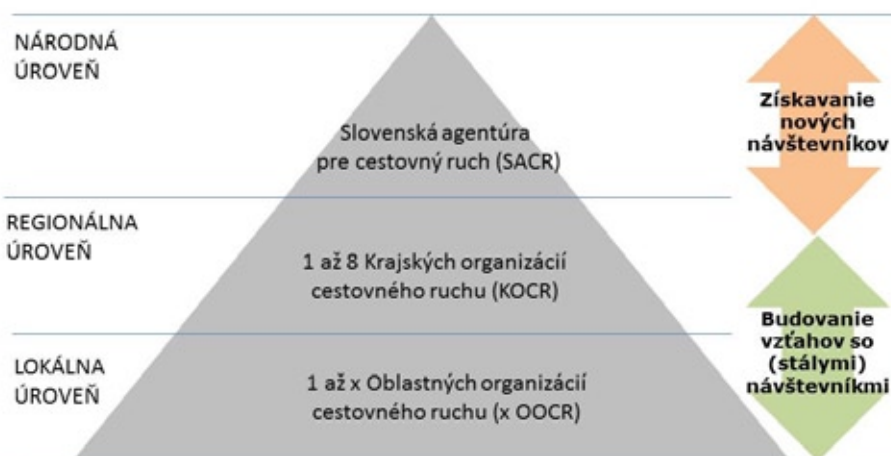 NÁRODNÁ
ÚROVEŇ
Slovenská agentúra
pre cestovný ruch (SACR)
Získavanie
nových
návštevníkov
REGIONÁLNA
ÚROVEŇ
1 až 8 Krajských organizácií
cestovného ruchu (KOCR)
LOKÁLNA
ÚROVEŇ
1 až x Oblastných organizácií
cestovného ruchu (x OOCR)
Budovanie
vzťahov so
(stálymi)
návštevníkmi